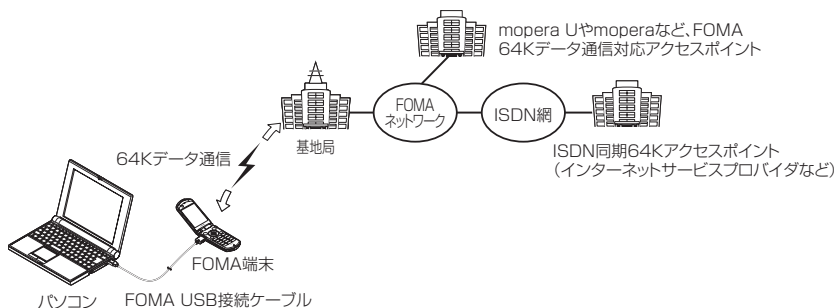 mopera Uやmoperaなど、FOMA
64Kデータ通信対応アクセスポイント
FOMA
ネットワーク
ISDN網
基地局
ISDN同期64Kアクセスポイント
（インターネットサービスプロバイダなど）
64Kデータ通信
FOMA端末
パソコン
FOMA USB接続ケーブル